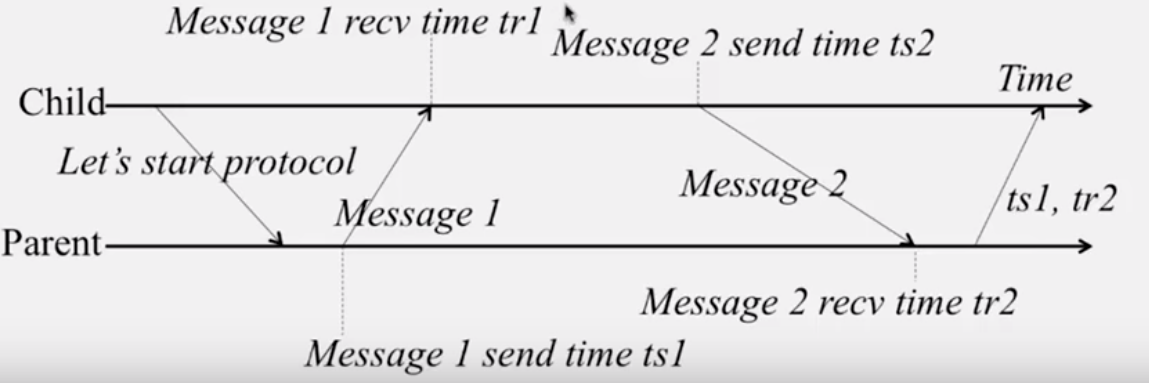 Message 1 recv time tr1
Message 2 send time ts2
Time
Child
Let's start protocol
Message 1
Message 2
ts1, tr2
Parent
Message 2 recv time tr2
Message 1 send time ts1